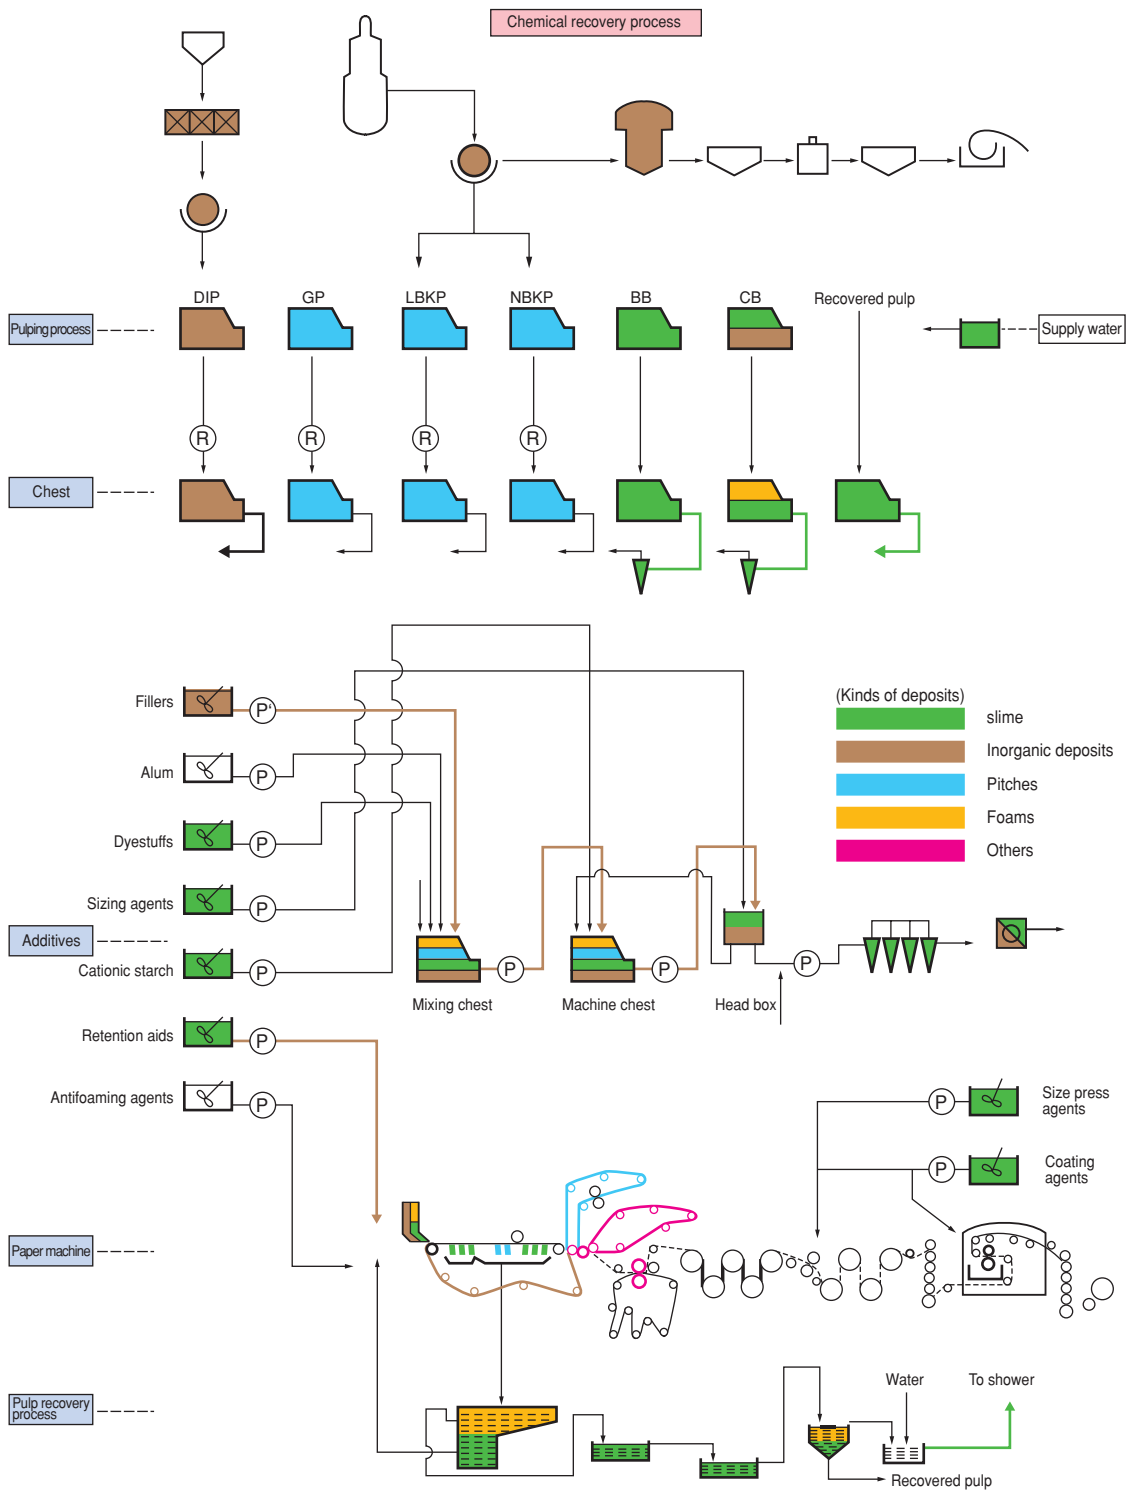 Chemical recovery process
DIP
GP
LBKP
NBKP
BB
CB
Recovered pulp
Pulping process
Supply water
R
R
R
R
Chest
(Kinds of deposits)
slime
Inorganic deposits
Pitches
Foams
Others
Fillers
P'
Alum
P
Dyestuffs
P
Sizing agents
P
Additives
Cationic starch
P
P
P
P
Mixing chest
Machine chest
Head box
Retention aids
P
Antifoaming agents
P
P
Size press
agents
P
Coating
agents
Paper machine
Pulp recovery
process
Water
To shower
Recovered pulp